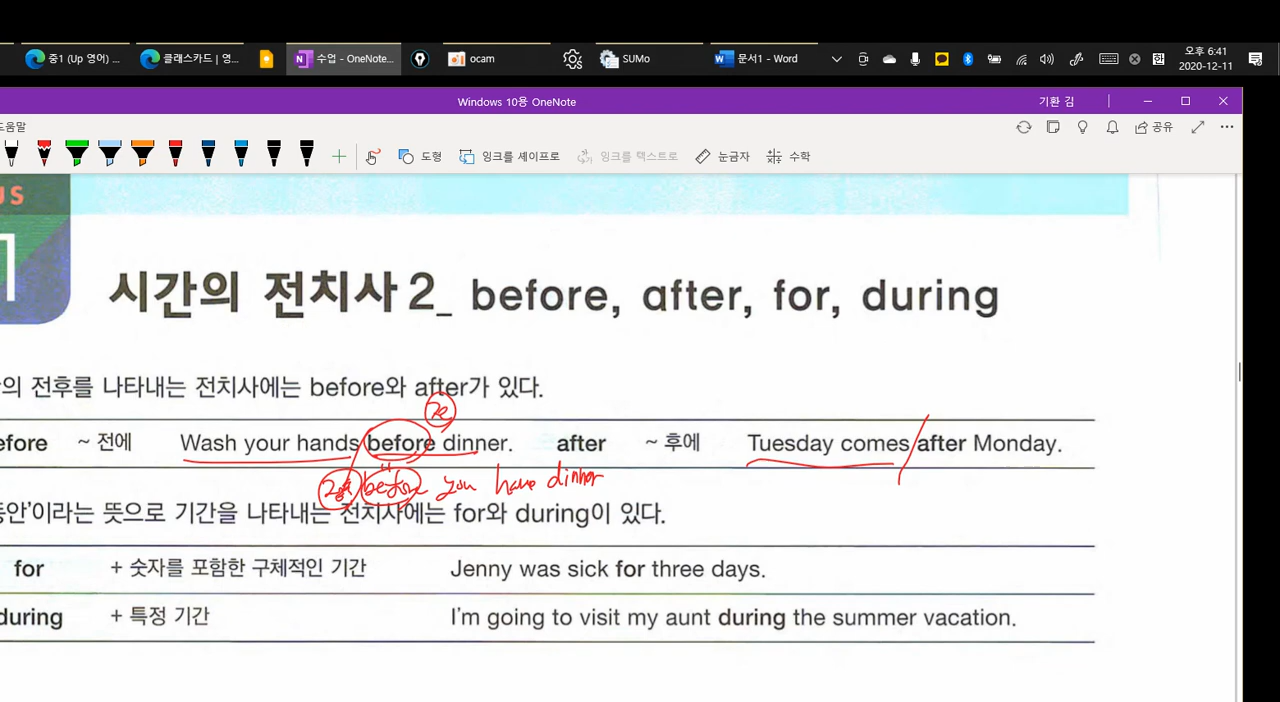 중1 (Up 영어) ... 클래스카드 | 영... 수업 - OneNote... ocam SUMo 문서1 - Word 오후 6:41
2020-12-11
Windows 10용 OneNote 기환 김
도움말 공유
도형 잉크를 셰이프로 잉크를 텍스트로 눈금자 수학
US
1
시간의 전치사 2_ before, after, for, during
의 전후를 나타내는 전치사에는 before와 after가 있다.
efore ~ 전에 Wash your hands before dinner. after ~ 후에 Tuesday comes after Monday.
before you have dinner
동안'이라는 뜻으로 기간을 나타내는 전치사에는 for와 during이 있다.
for + 숫자를 포함한 구체적인 기간 Jenny was sick for three days.
during + 특정 기간 I'm going to visit my aunt during the summer vacation.